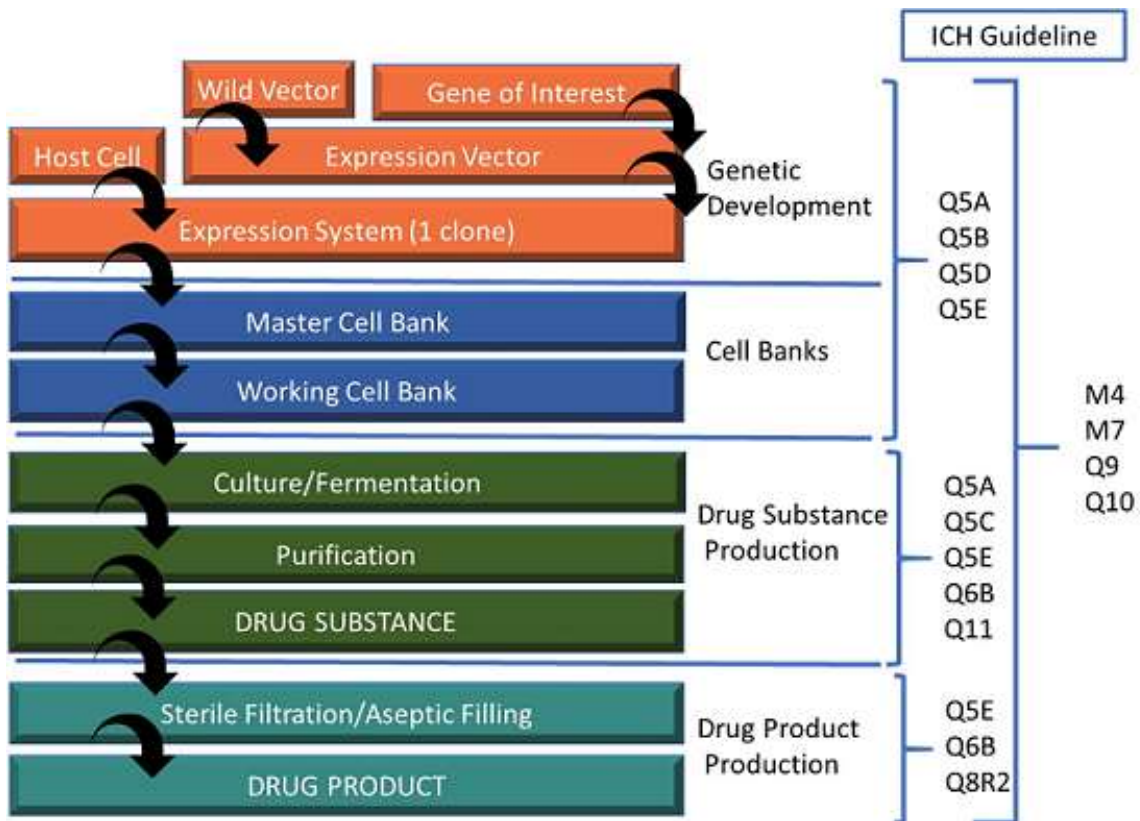 ICH Guideline
Wild Vector
Gene of Interest
Host Cell
Expression Vector
Expression System (1 clone)
Genetic
Development
Master Cell Bank
Working Cell Bank
Cell Banks
Q5A
Q5B
Q5D
Q5E
Culture/Fermentation
Purification
DRUG SUBSTANCE
Drug Substance
Production
Q5A
Q5C
Q5E
Q6B
Q11
Sterile Filtration/Aseptic Filling
DRUG PRODUCT
Drug Product
Production
Q5E
Q6B
Q8R2
M4
M7
Q9
Q10